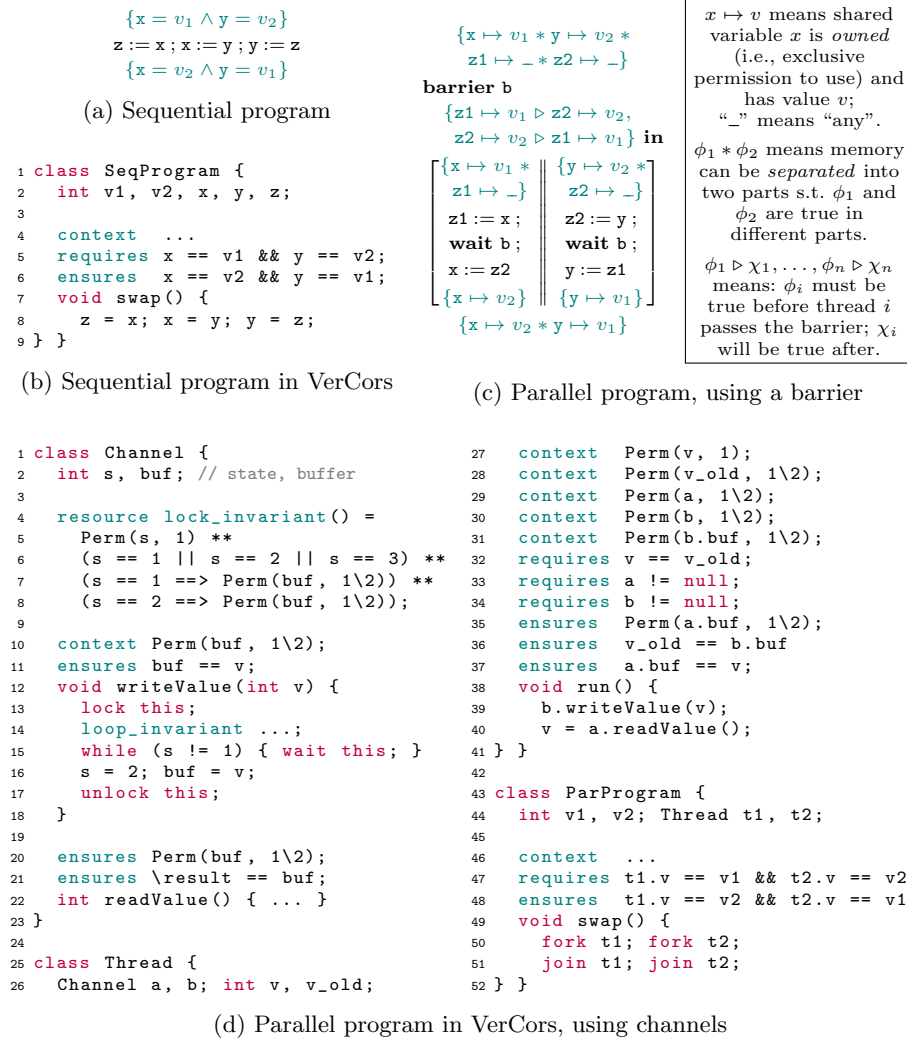 {x = v₁ ∧ y = v₂}
z := x ; x := y ; y := z
{x = v₂ ∧ y = v₁}
(a) Sequential program
1 class SeqProgram {
2 int v1, v2, x, y, z;
3
4 context ...
5 requires x == v1 && y == v2;
6 ensures x == v2 && y == v1;
7 void swap() {
8 z = x; x = y; y = z;
9 } }
(b) Sequential program in VerCors
{x ↦ v₁ * y ↦ v₂ *
z1 ↦ _ * z2 ↦ _}
barrier b
{z1 ↦ v₁ ▷ z2 ↦ v₂,
z2 ↦ v₂ ▷ z1 ↦ v₁} in
{x ↦ v₁ * ‖ {y ↦ v₂ *
z1 ↦ _} ‖ z2 ↦ _}
z1 := x ; ‖ z2 := y ;
wait b ; ‖ wait b ;
x := z2 ‖ y := z1
{x ↦ v₂} ‖ {y ↦ v₁}
{x ↦ v₂ * y ↦ v₁}
(c) Parallel program, using a barrier
x ↦ v means shared
variable x is owned
(i.e., exclusive
permission to use) and
has value v;
“_” means “any”.
ϕ₁ * ϕ₂ means memory
can be separated into
two parts s.t. ϕ₁ and
ϕ₂ are true in
different parts.
ϕ₁ ▷ χ₁, . . . , ϕₙ ▷ χₙ
means: ϕᵢ must be
true before thread i
passes the barrier; χᵢ
will be true after.
1 class Channel {
2 int s, buf; // state, buffer
3
4 resource lock_invariant() =
5 Perm(s, 1) **
6 (s == 1 || s == 2 || s == 3) **
7 (s == 1 ==> Perm(buf, 1\2)) **
8 (s == 2 ==> Perm(buf, 1\2));
9
10 context Perm(buf, 1\2);
11 ensures buf == v;
12 void writeValue(int v) {
13 lock this;
14 loop_invariant ...;
15 while (s != 1) { wait this; }
16 s = 2; buf = v;
17 unlock this;
18 }
19
20 ensures Perm(buf, 1\2);
21 ensures \result == buf;
22 int readValue() { ... }
23 }
24
25 class Thread {
26 Channel a, b; int v, v_old;
27 context Perm(v, 1);
28 context Perm(v_old, 1\2);
29 context Perm(a, 1\2);
30 context Perm(b, 1\2);
31 context Perm(b.buf, 1\2);
32 requires v == v_old;
33 requires a != null;
34 requires b != null;
35 ensures Perm(a.buf, 1\2);
36 ensures v_old == b.buf
37 ensures a.buf == v;
38 void run() {
39 b.writeValue(v);
40 v = a.readValue();
41 } }
42
43 class ParProgram {
44 int v1, v2; Thread t1, t2;
45
46 context ...
47 requires t1.v == v1 && t2.v == v2
48 ensures t1.v == v2 && t2.v == v1
49 void swap() {
50 fork t1; fork t2;
51 join t1; join t2;
52 } }
(d) Parallel program in VerCors, using channels